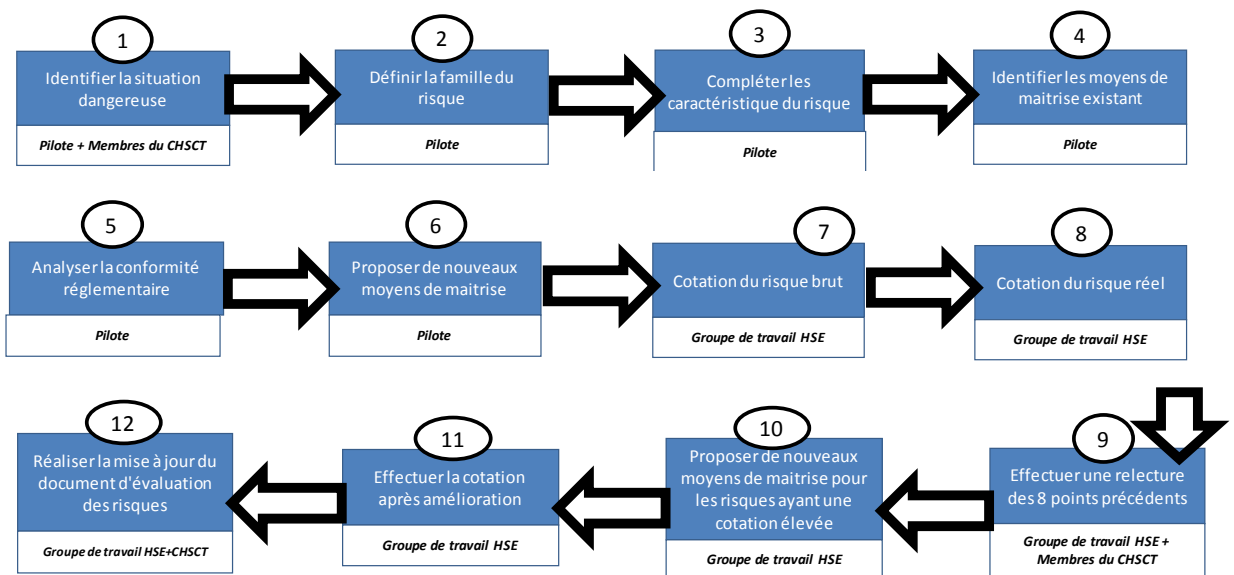 1
Identifier la situation
dangereuse
Pilote + Membres du CHSCT
2
Définir la famille du
risque
Pilote
3
Compléter les
caractéristique du risque
Pilote
4
Identifier les moyens de
maitrise existant
Pilote
5
Analyser la conformité
réglementaire
Pilote
6
Proposer de nouveaux
moyens de maitrise
Pilote
7
Cotation du risque brut
Groupe de travail HSE
8
Cotation du risque réel
Groupe de travail HSE
12
Réaliser la mise à jour du
document d'évaluation
des risques
Groupe de travail HSE+CHSCT
11
Effectuer la cotation
après amélioration
Groupe de travail HSE
10
Proposer de nouveaux
moyens de maitrise pour
les risques ayant une
cotation élevée
Groupe de travail HSE
9
Effectuer une relecture
des 8 points précédents
Groupe de travail HSE +
Membres du CHSCT